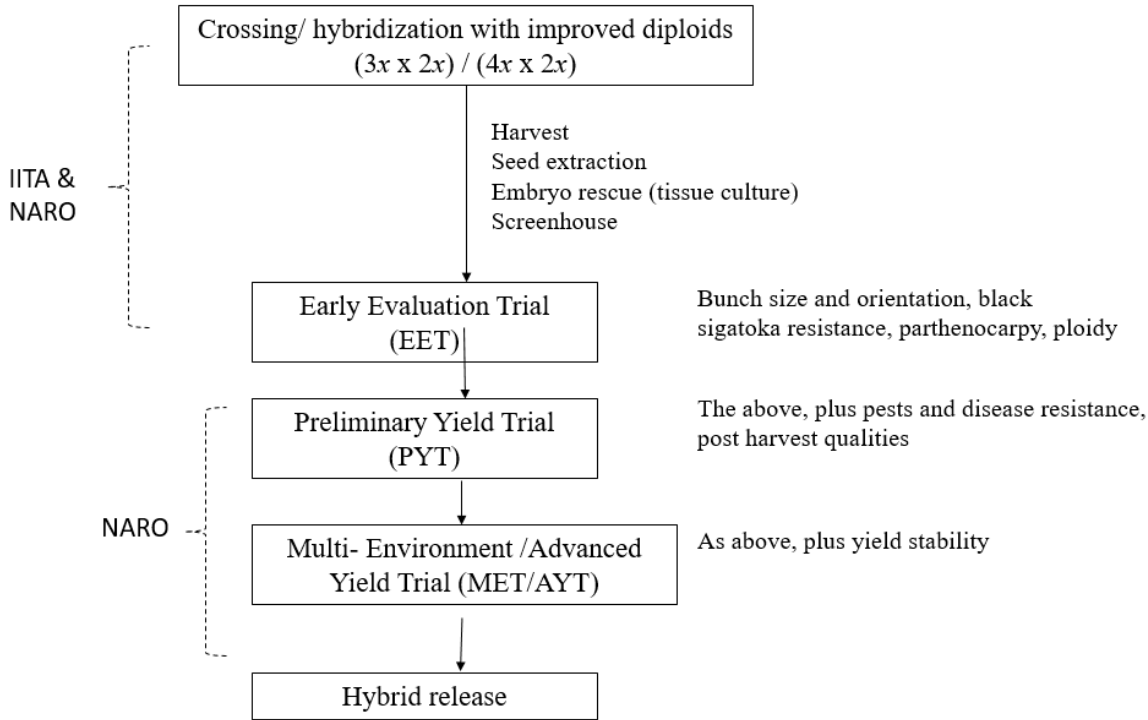 Crossing/ hybridization with improved diploids
(3x x 2x) / (4x x 2x)
Harvest
Seed extraction
Embryo rescue (tissue culture)
Screenhouse
IITA &
NARO
Early Evaluation Trial
(EET)
Bunch size and orientation, black
sigatoka resistance, parthenocarpy, ploidy
Preliminary Yield Trial
(PYT)
The above, plus pests and disease resistance,
post harvest qualities
NARO
Multi- Environment /Advanced
Yield Trial (MET/AYT)
As above, plus yield stability
Hybrid release